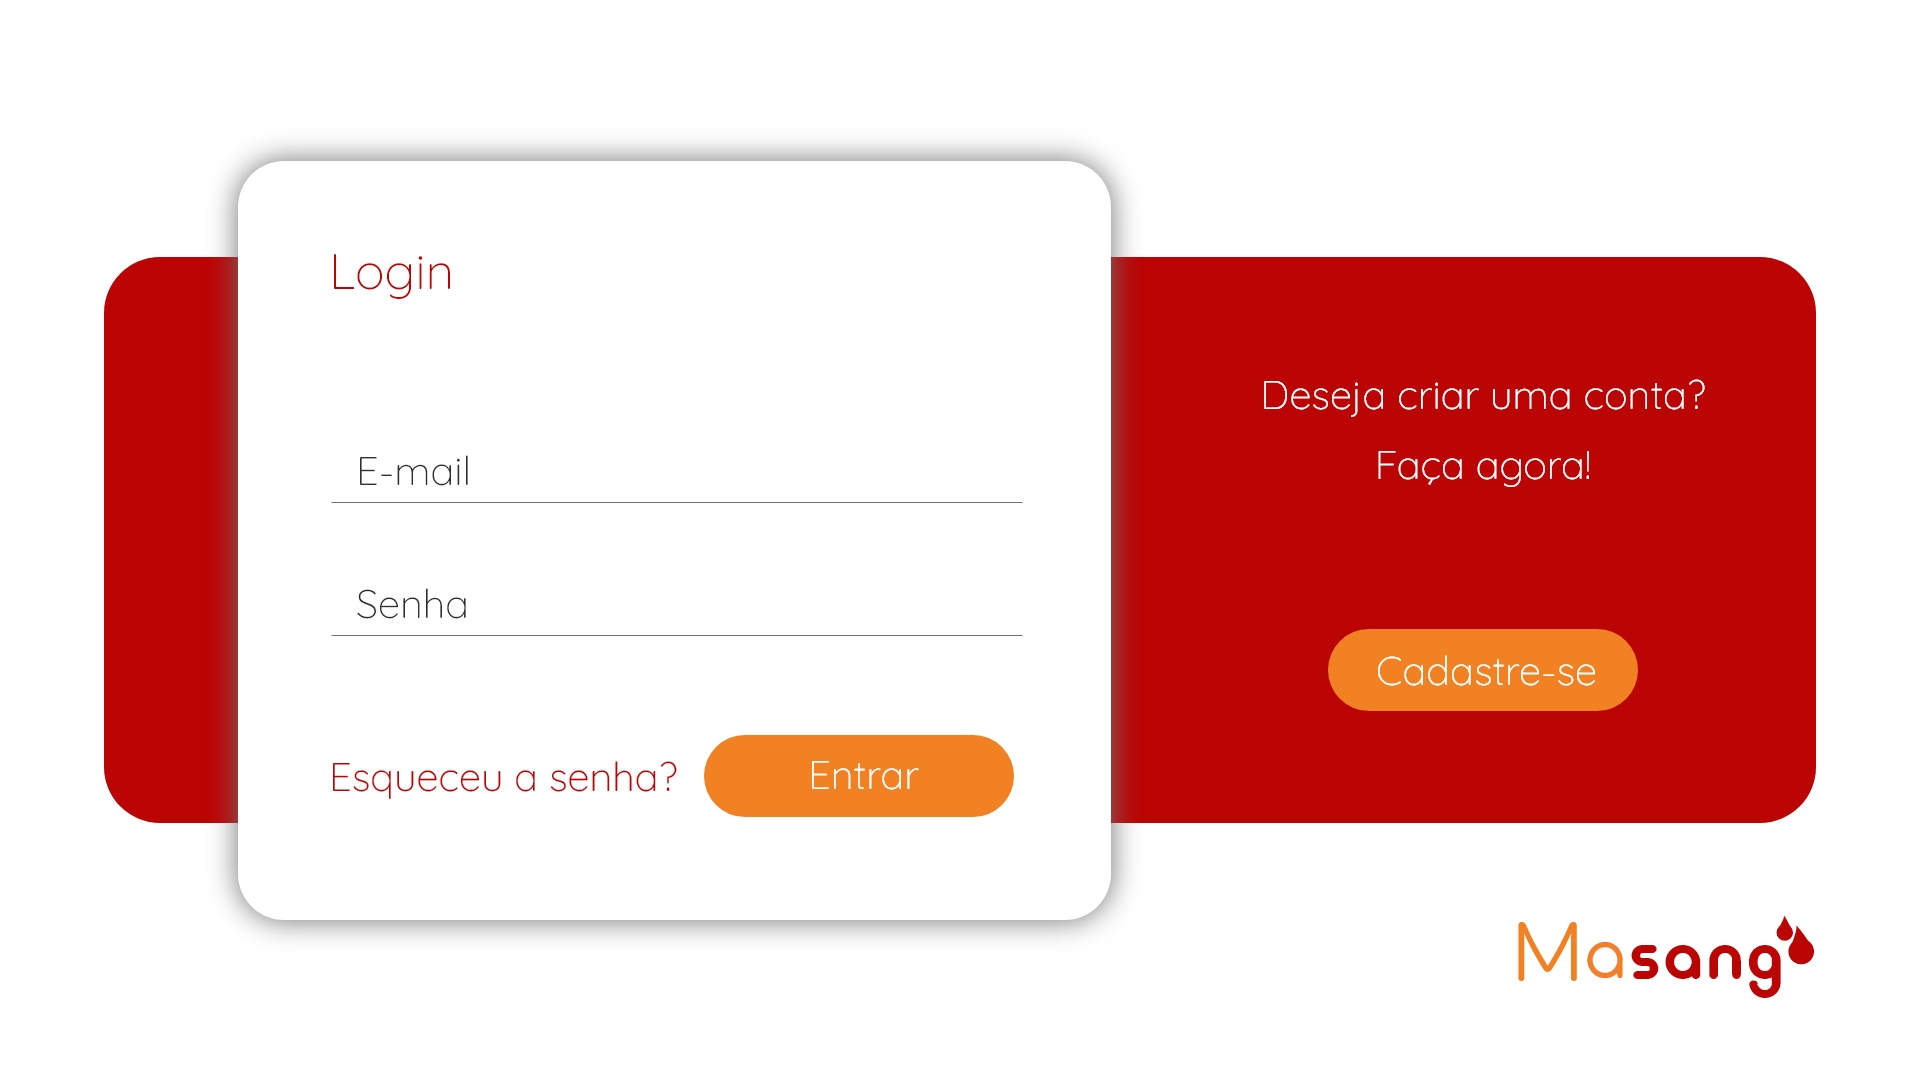 Login
E-mail
Senha
Esqueceu a senha?
Entrar
Deseja criar uma conta?
Faça agora!
Cadastre-se
Masang